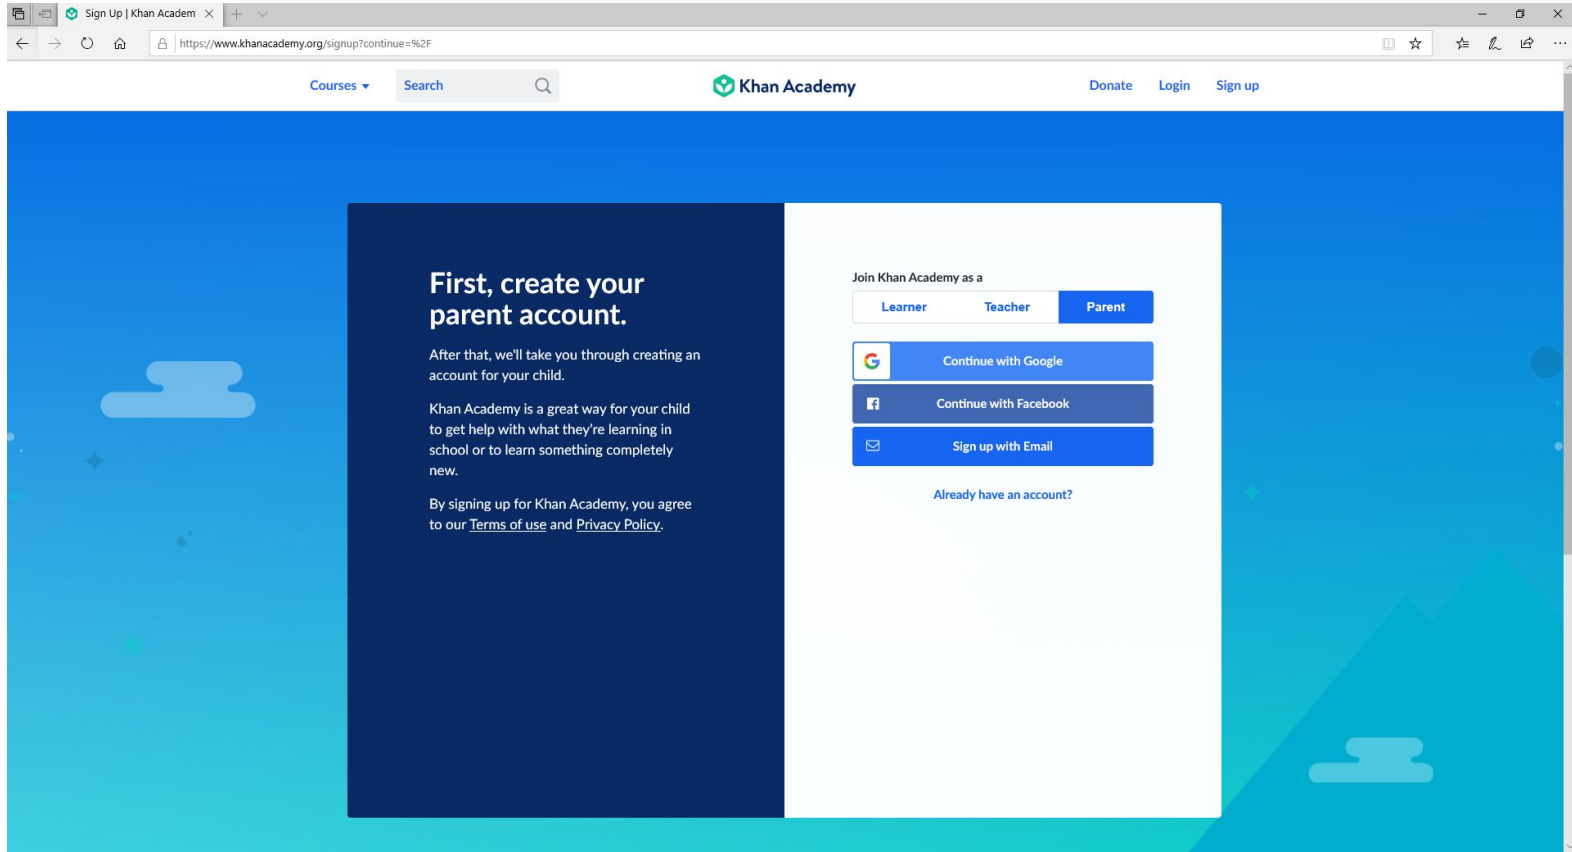 Sign Up | Khan Academ
https://www.khanacademy.org/signup?continue=%2F
Courses
Search
Khan Academy
Donate
Login
Sign up
First, create your
parent account.
After that, we'll take you through creating an
account for your child.
Khan Academy is a great way for your child
to get help with what they're learning in
school or to learn something completely
new.
By signing up for Khan Academy, you agree
to our Terms of use and Privacy Policy.
Join Khan Academy as a
Learner Teacher Parent
Continue with Google
Continue with Facebook
Sign up with Email
Already have an account?